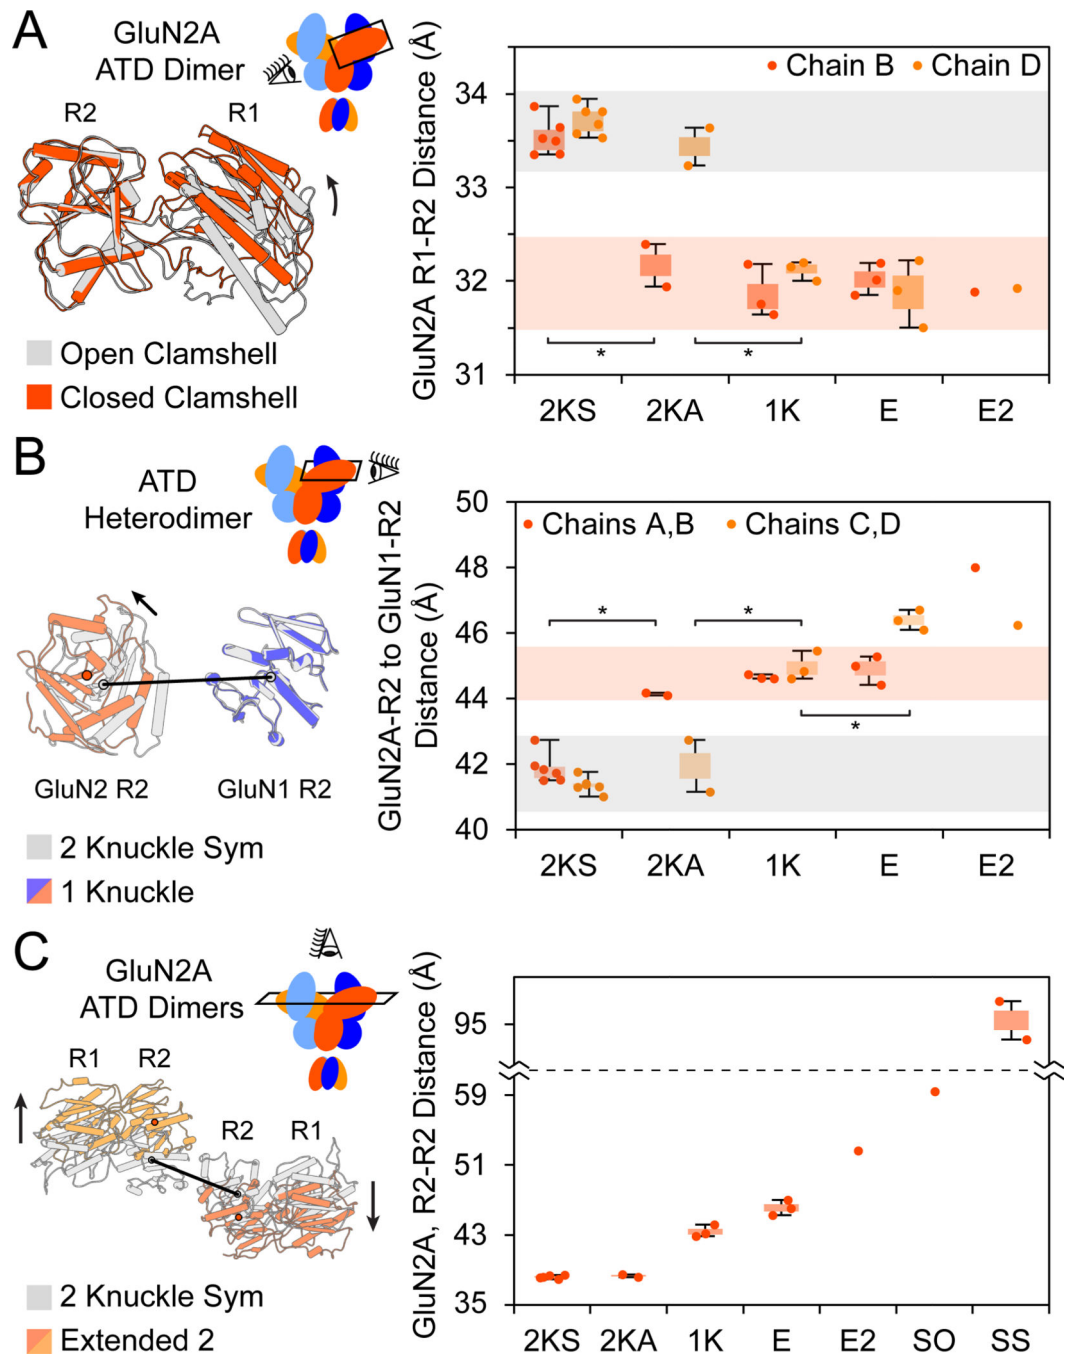 A
GluN2A
ATD Dimer
R2
R1
Open Clamshell
Closed Clamshell
GluN2A R1-R2 Distance (Å)
Chain B
Chain D
34
33
32
31
2KS
2KA
1K
E
E2
*
*
B
ATD
Heterodimer
GluN2 R2
GluN1 R2
2 Knuckle Sym
1 Knuckle
GluN2A-R2 to GluN1-R2
Distance (Å)
Chains A,B
Chains C,D
50
48
46
44
42
40
*
*
*
2KS
2KA
1K
E
E2
C
GluN2A
ATD Dimers
R1
R2
R2
R1
2 Knuckle Sym
Extended 2
GluN2A, R2-R2 Distance (Å)
95
59
51
43
35
2KS
2KA
1K
E
E2
SO
SS